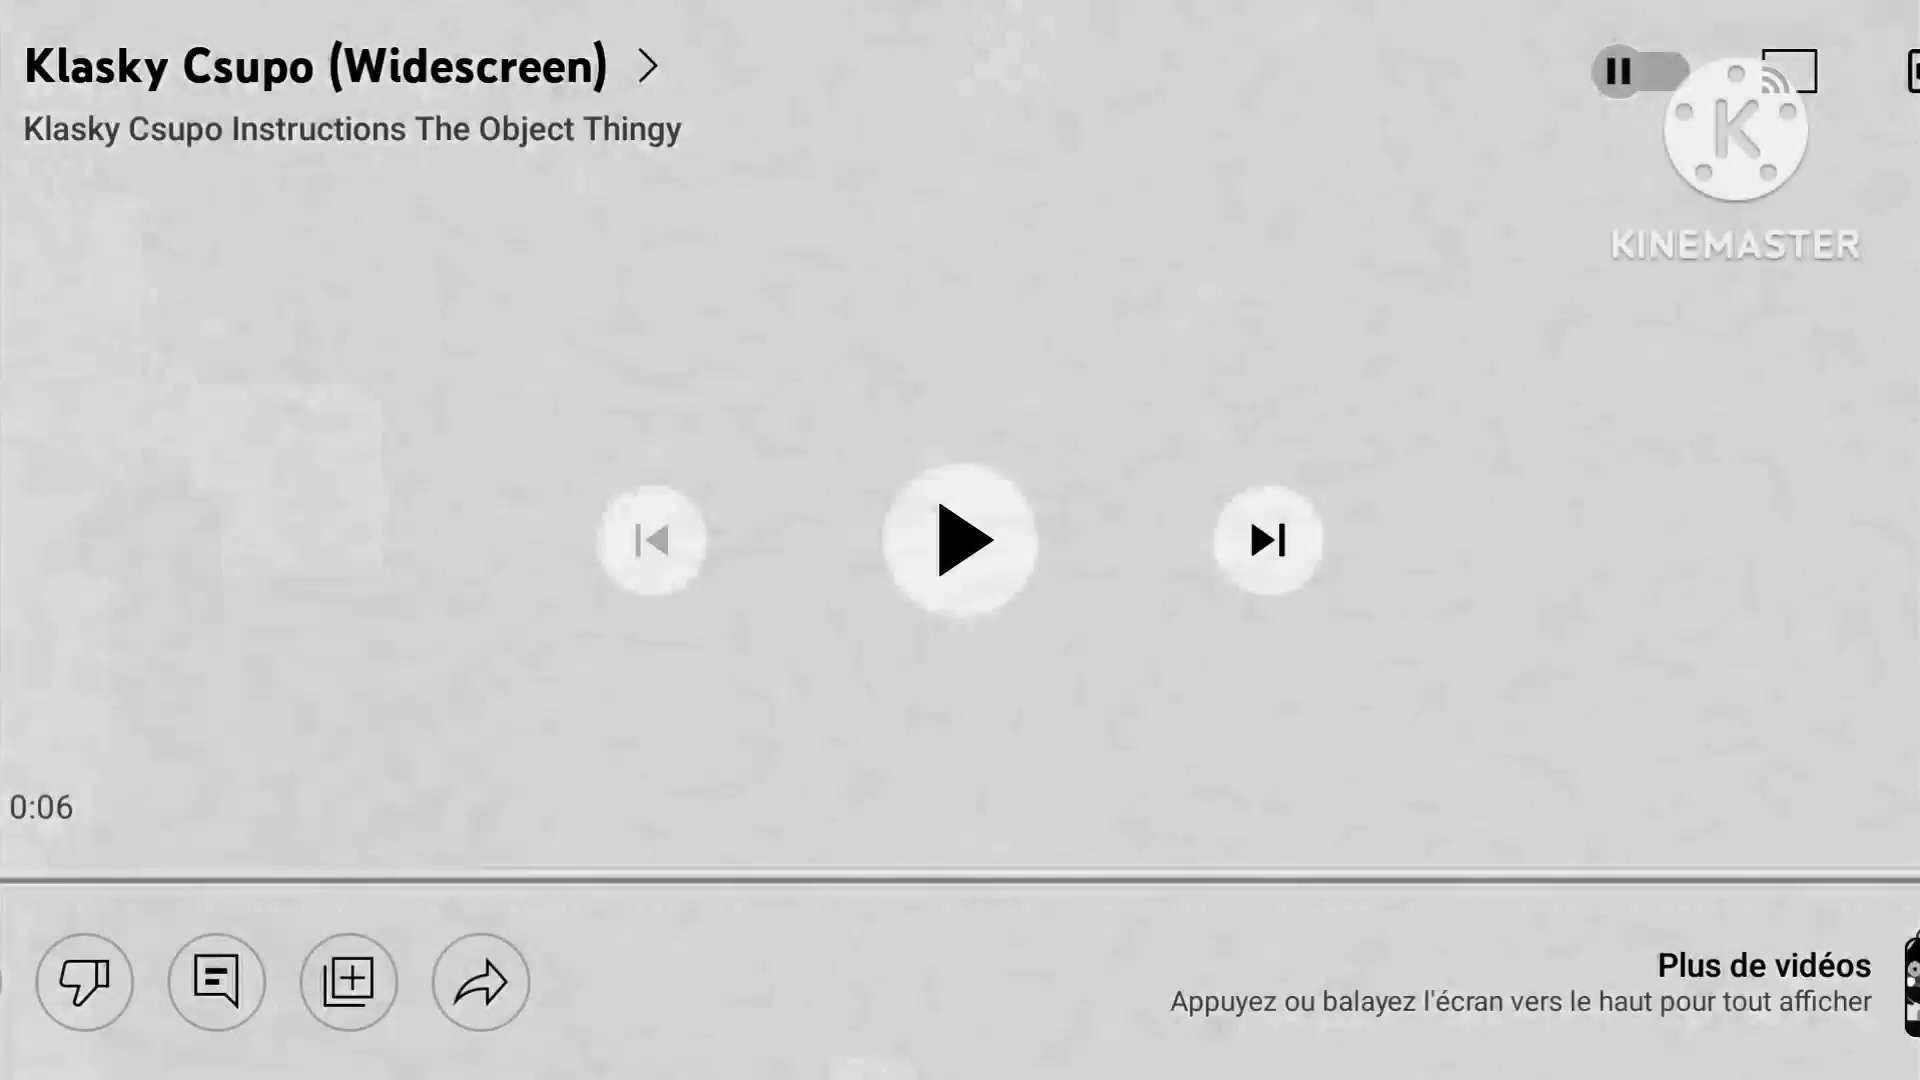 Klasky Csupo (Widescreen)
Klasky Csupo Instructions The Object Thingy
K
KINEMASTER
0:06
Plus de vidéos
Appuyez ou balayez l'écran vers le haut pour tout afficher